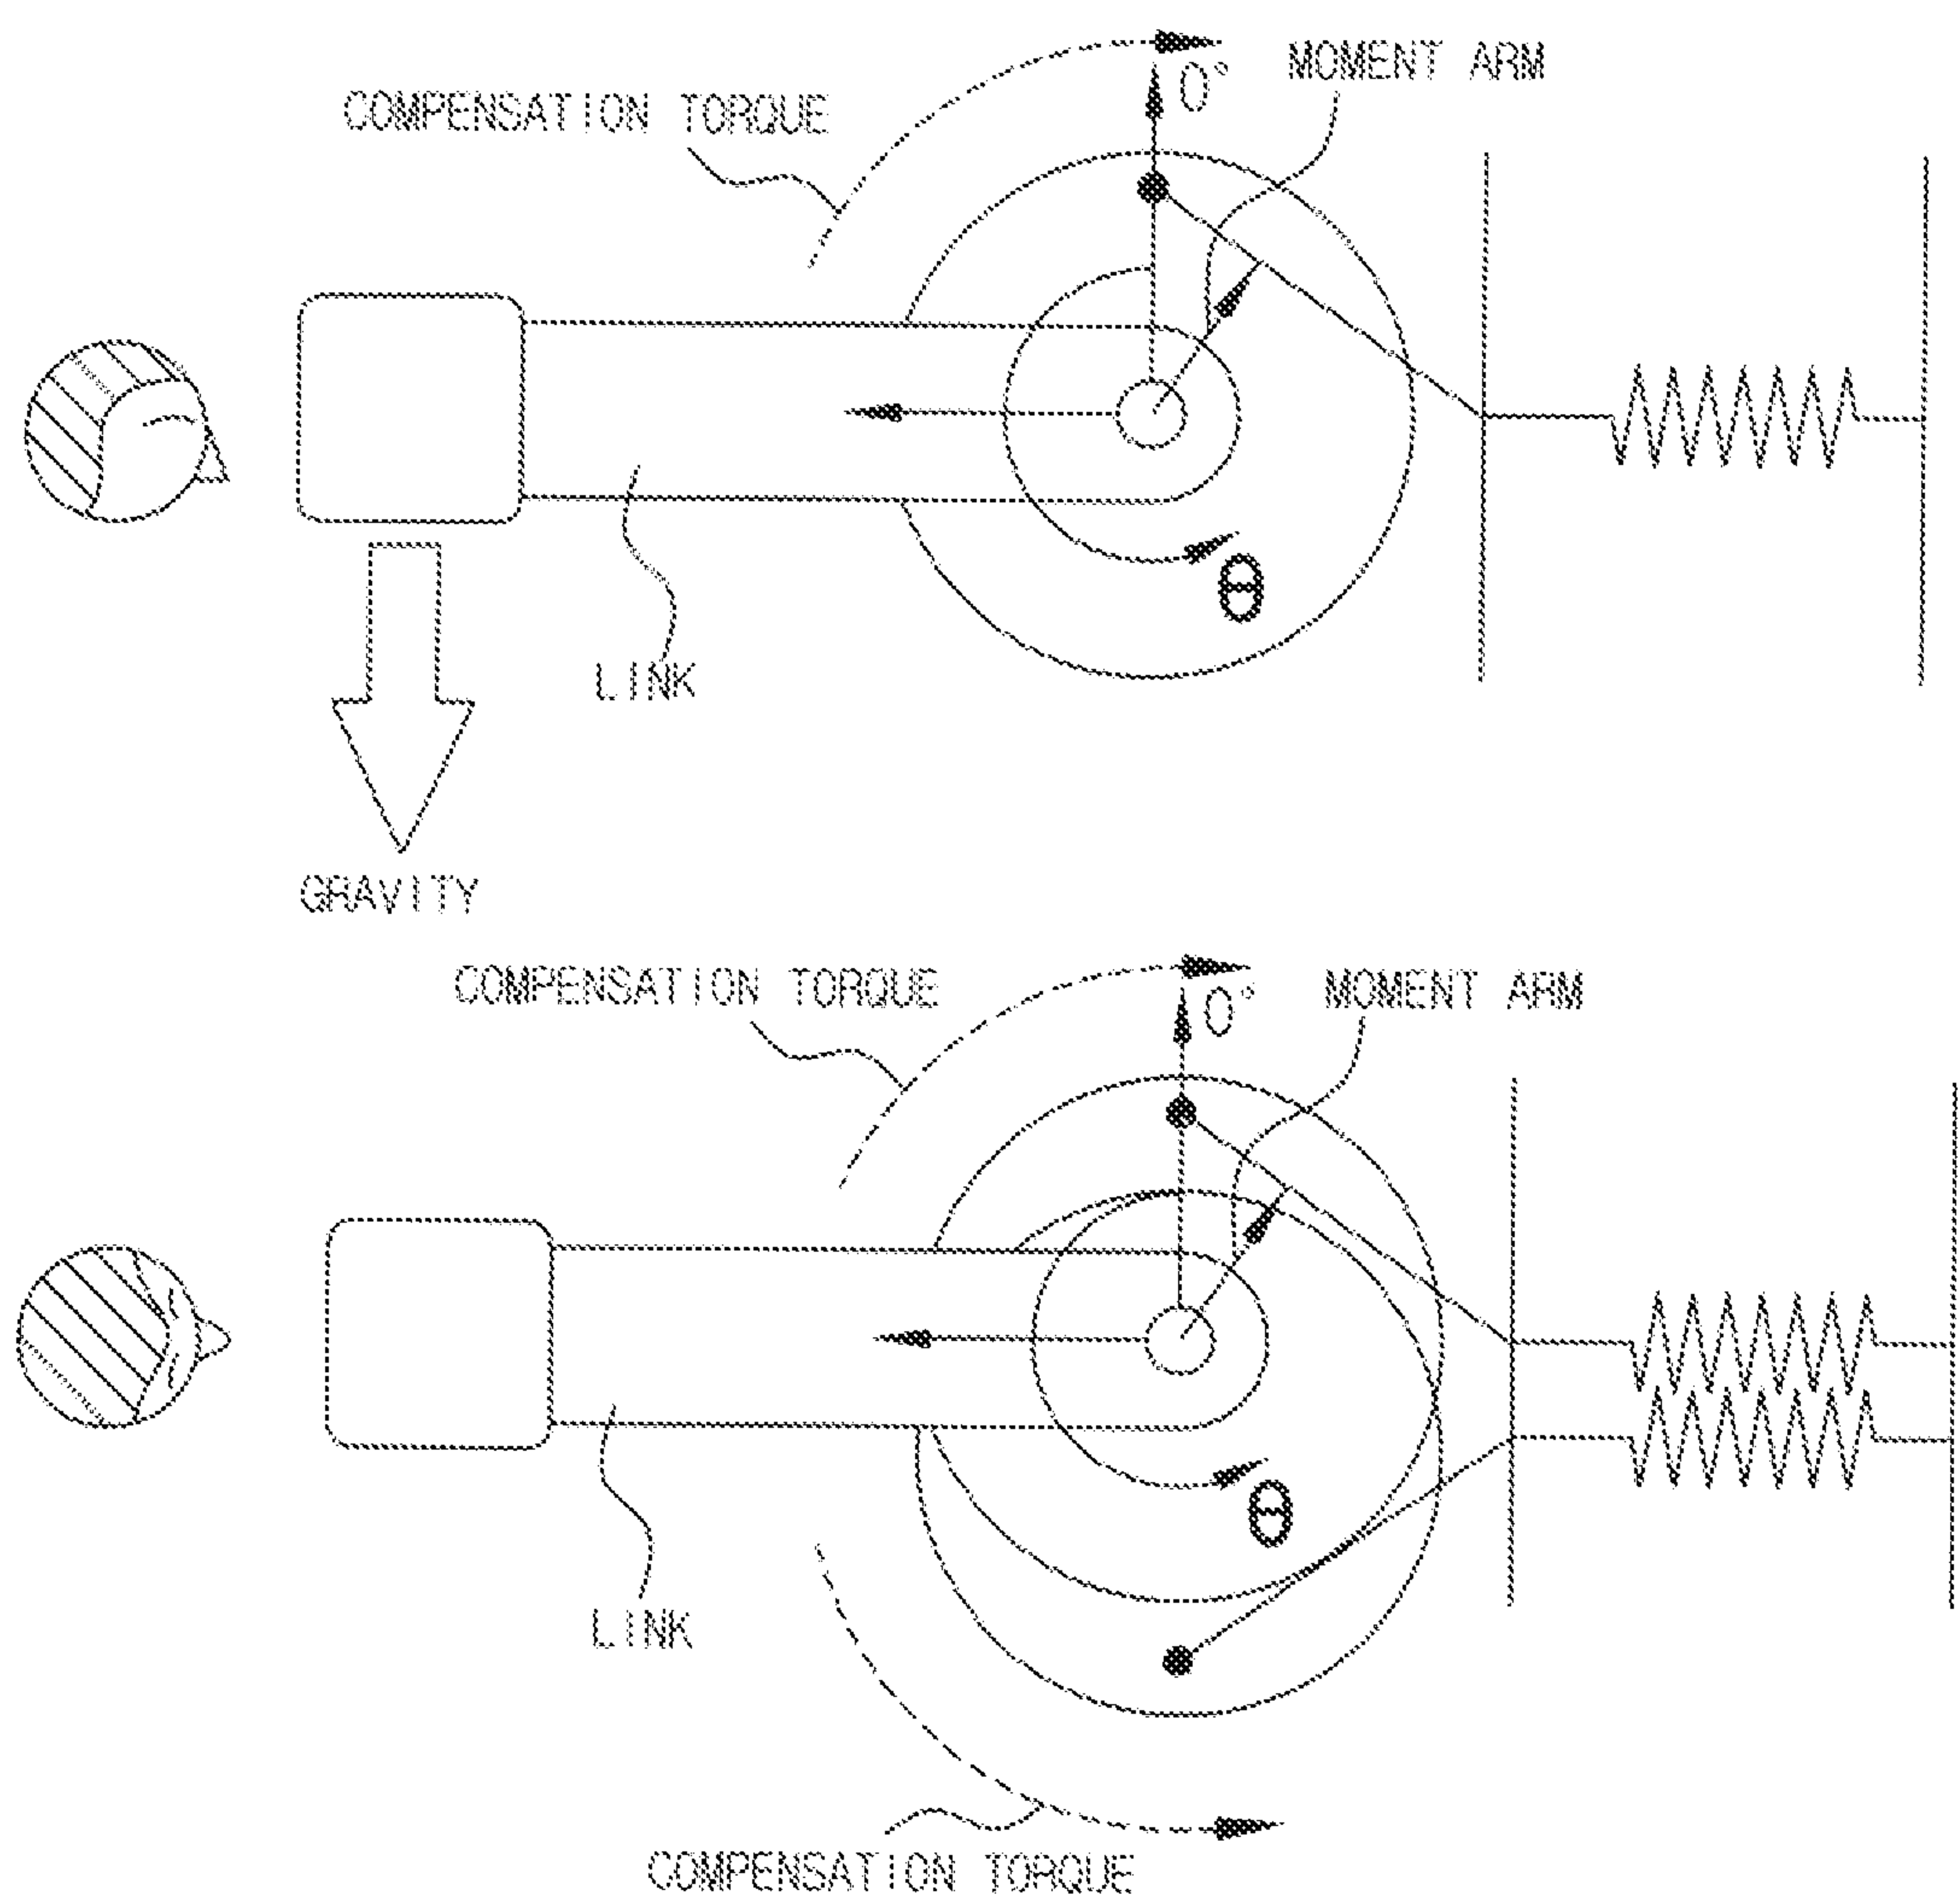 MOMENT ARM
0°
COMPENSATION TORQUE
θ
LINK
GRAVITY
COMPENSATION TORQUE
0°
MOMENT ARM
θ
LINK
COMPENSATION TORQUE